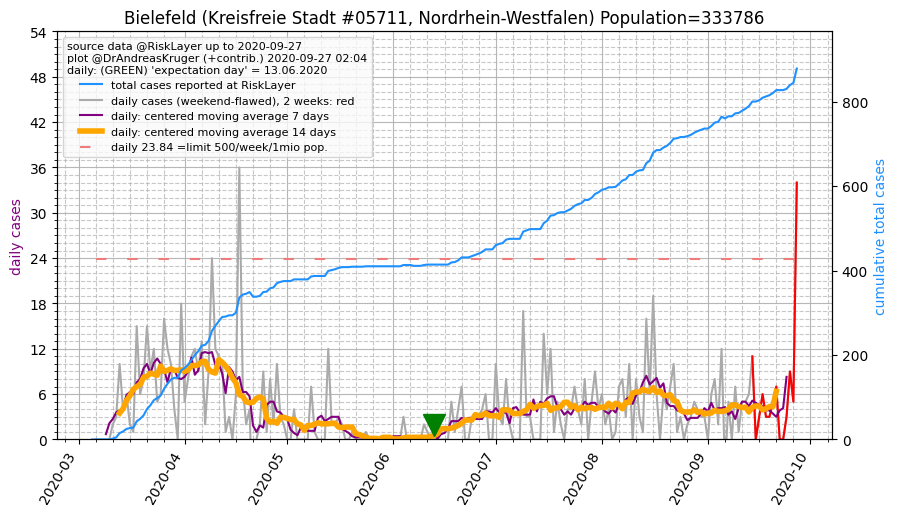 Bielefeld (Kreisfreie Stadt #05711, Nordrhein-Westfalen) Population=333786
source data @RiskLayer up to 2020-09-27
plot @DrAndreasKruger (+contrib.) 2020-09-27 02:04
daily: (GREEN) 'expectation day' = 13.06.2020
total cases reported at RiskLayer
daily cases (weekend-flawed), 2 weeks: red
daily: centered moving average 7 days
daily: centered moving average 14 days
daily 23.84 =limit 500/week/1mio pop.
daily cases
54
48
42
36
30
24
18
12
6
0
cumulative total cases
800
600
400
200
0
2020-03
2020-04
2020-05
2020-06
2020-07
2020-08
2020-09
2020-10